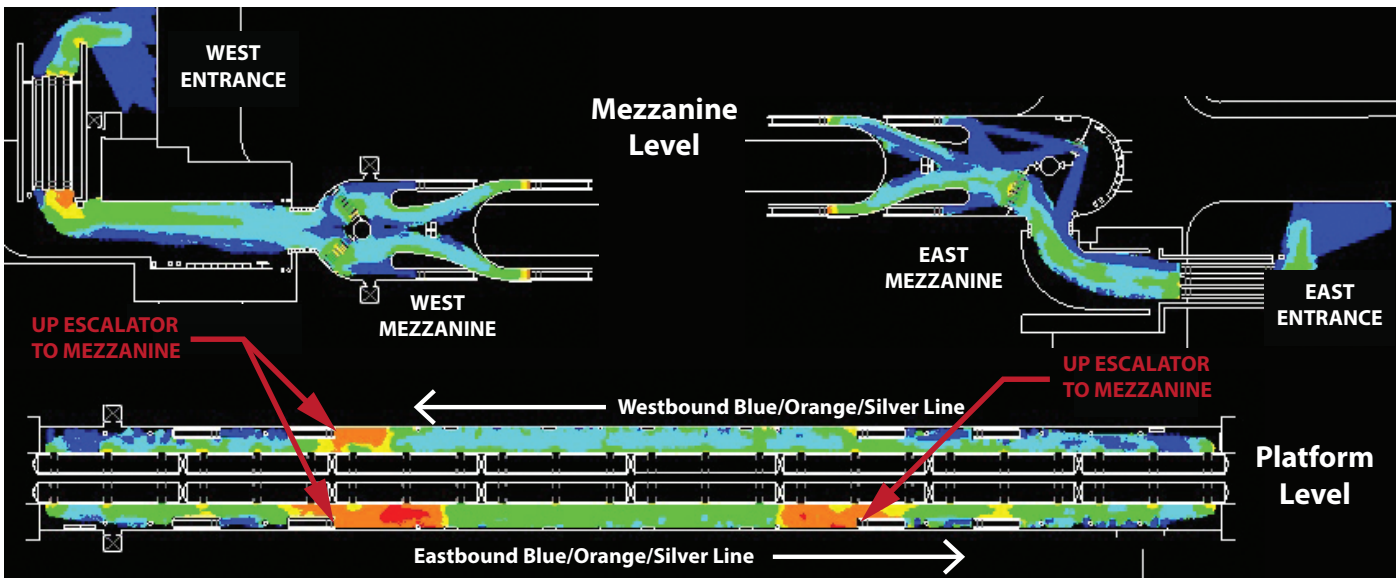 WEST
ENTRANCE
Mezzanine
Level
WEST
MEZZANINE
EAST
MEZZANINE
EAST
ENTRANCE
UP ESCALATOR
TO MEZZANINE
UP ESCALATOR
TO MEZZANINE
Westbound Blue/Orange/Silver Line
Platform
Level
Eastbound Blue/Orange/Silver Line